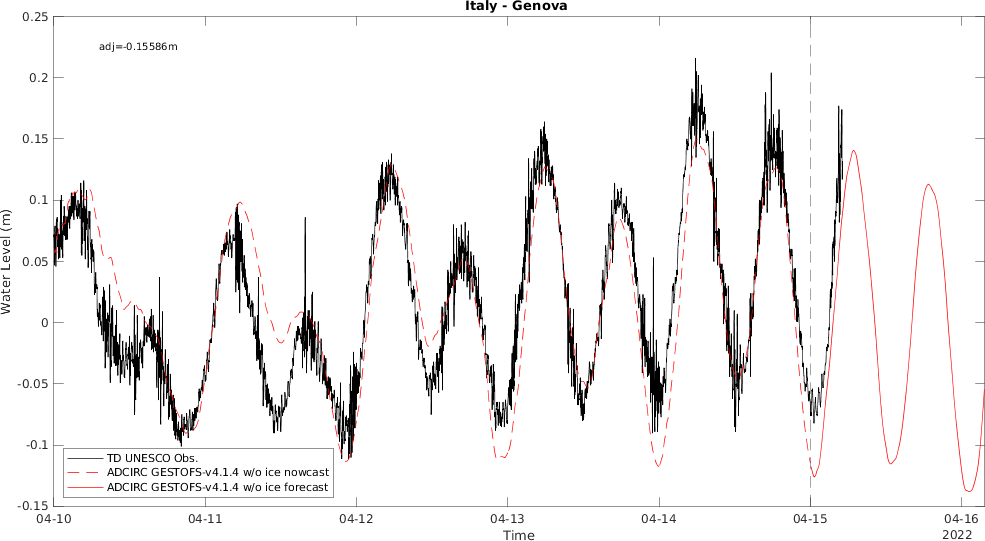 Italy - Genova
adj=-0.15586m
0.25
0.2
0.15
0.1
0.05
0
-0.05
-0.1
-0.15
Water Level (m)
TD UNESCO Obs.
ADCIRC GESTOFS-v4.1.4 w/o ice nowcast
ADCIRC GESTOFS-v4.1.4 w/o ice forecast
04-10 04-11 04-12 04-13 04-14 04-15 04-16
Time
2022